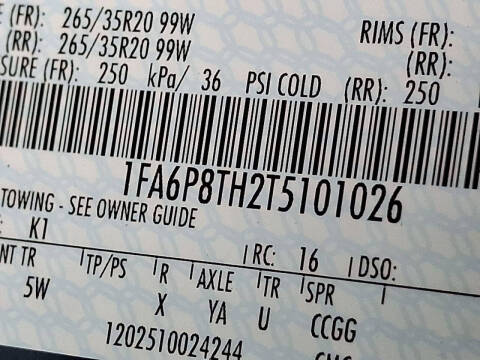 (FR): 265/35R20 99W RIMS (FR):
(RR): 265/35R20 99W (RR):
SURE (FR): 250 kPa/ 36 PSI COLD (RR): 250
1FA6P8TH2T5101026
TOWING - SEE OWNER GUIDE
: K1 RC: 16 DSO:
NT TR TP/PS R AXLE TR SPR
5W X YA U CCGG
1202510024244